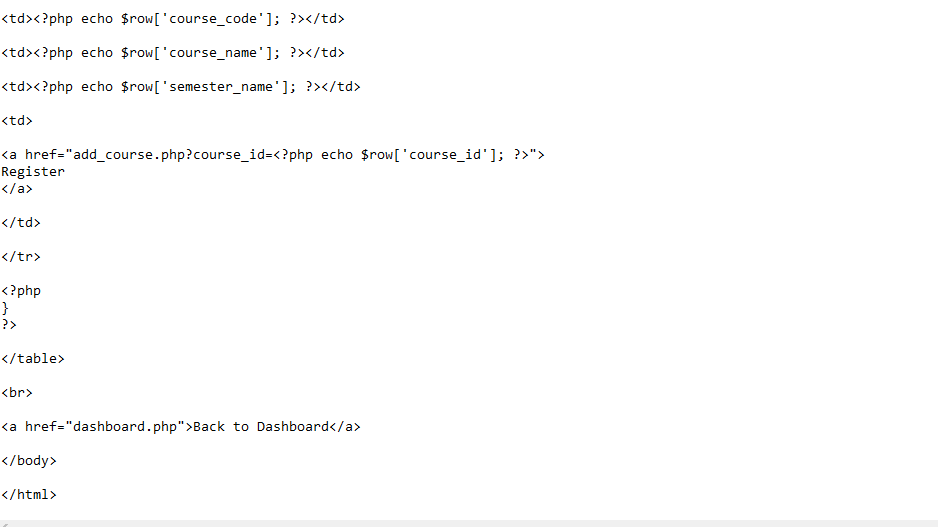 <td><?php echo $row['course_code']; ?></td>
<td><?php echo $row['course_name']; ?></td>
<td><?php echo $row['semester_name']; ?></td>
<td>
<a href="add_course.php?course_id=<?php echo $row['course_id']; ?>">
Register
</a>
</td>
</tr>
<?php
}
?>
</table>
<br>
<a href="dashboard.php">Back to Dashboard</a>
</body>
</html>